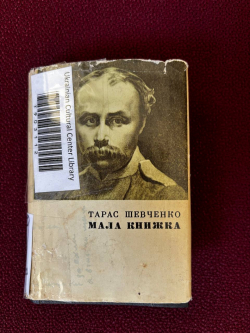 Ukrainian Cultural Center Library
ТАРАС ШЕВЧЕНКО
МАЛА КНИЖКА